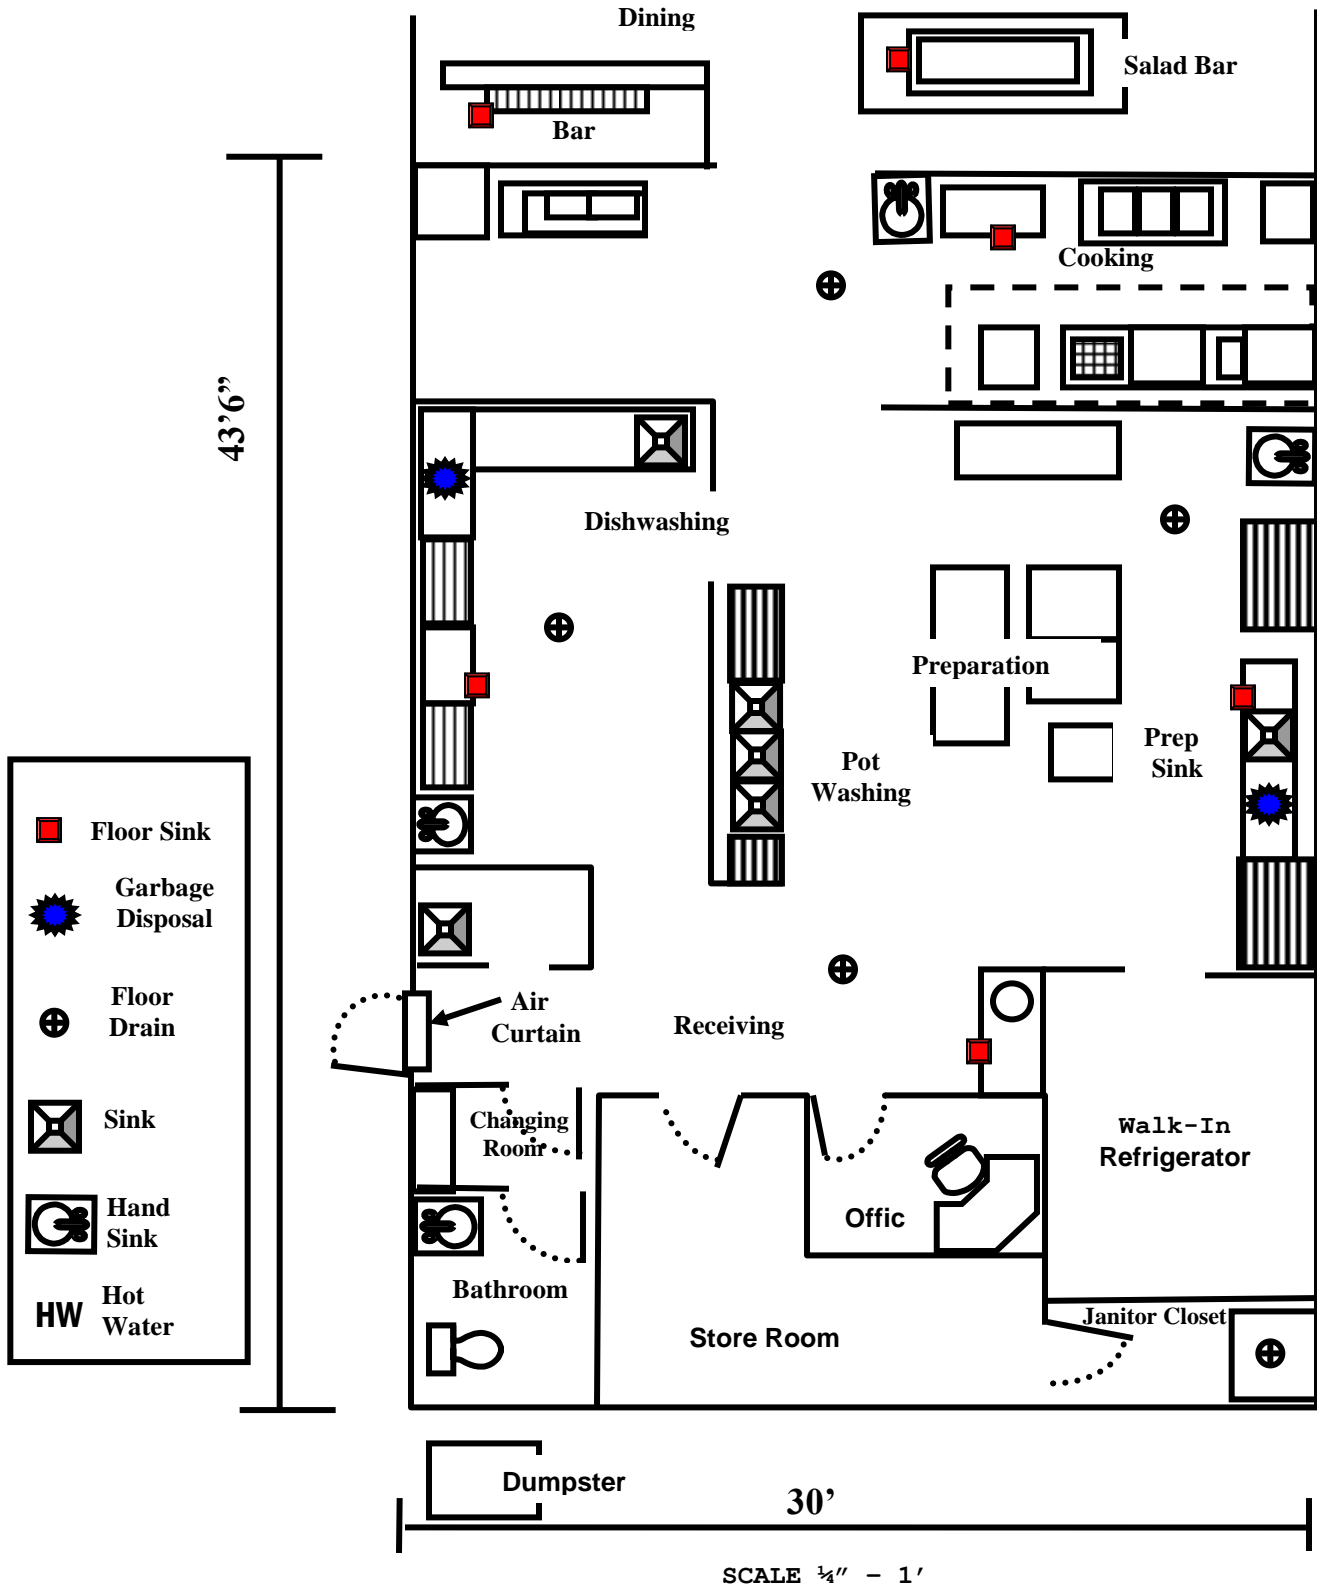 Dining
Salad Bar
Bar
Cooking
43’6”
Dishwashing
Preparation
Prep
Sink
Pot
Washing
Floor Sink
Garbage
Disposal
Floor
Drain
Sink
Hand
Sink
HW Hot
Water
Air
Curtain
Receiving
Changing
Room
Walk-In
Refrigerator
Offic
Bathroom
Store Room
Janitor Closet
Dumpster
30’
SCALE ¼” – 1’